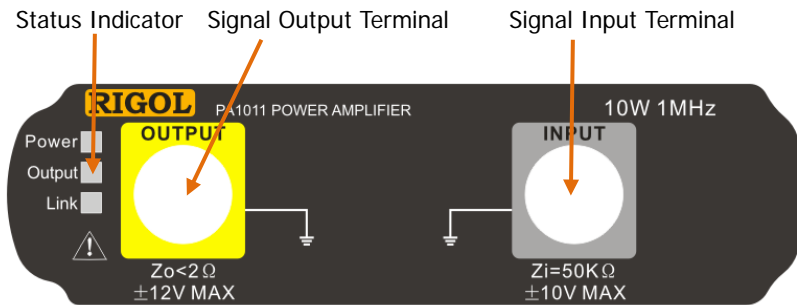 Status Indicator
Signal Output Terminal
Signal Input Terminal
RIGOL
PA1011 POWER AMPLIFIER
10W 1MHz
Power
Output
Link
OUTPUT
INPUT
Zo<2Ω
±12V MAX
Zi=50KΩ
±10V MAX